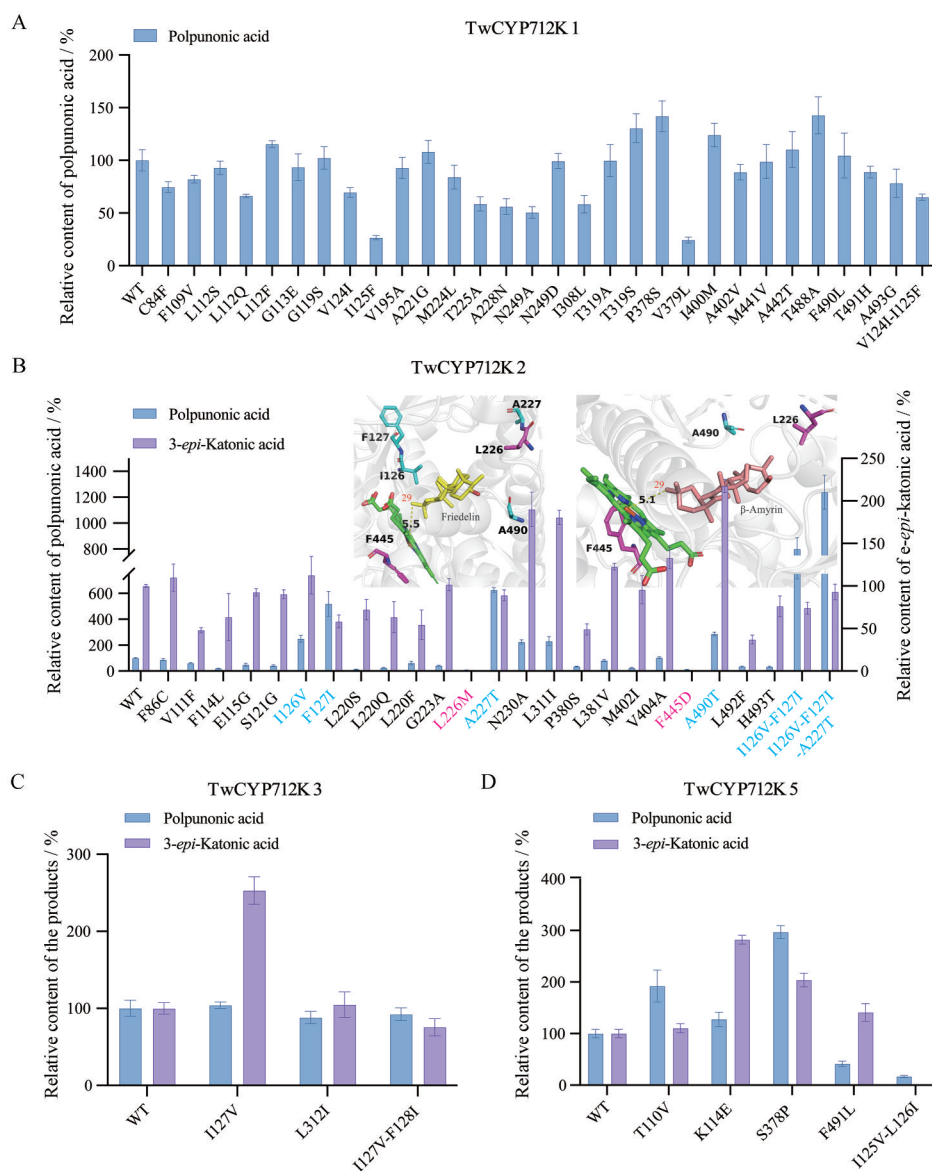 A
TwCYP712K1
Polpunonic acid
Relative content of polpunonic acid / %
200
150
100
50
0
WT
C84F
F109V
L112S
L112Q
L112F
G113E
G119S
V124I
I125F
V195A
A221G
M224L
T225A
A228N
N249A
N249D
I308L
T319A
T319S
P378S
V379L
I400M
A402V
M441V
A442T
T488A
F490L
T491H
A493G
V124I-I125F
B
TwCYP712K2
Polpunonic acid
3-epi-Katonic acid
Relative content of polpunonic acid / %
1400
1200
1000
800
600
400
200
0
F127
I126
A227
L226
29
5.5
Friedelin
A490
F445
A490
L226
29
5.1
β-Amyrin
F445
250
200
150
100
50
0
Relative content of e-epi-katonic acid / %
WT
F86C
V111F
F114L
E115G
S121G
I126V
F127I
L220S
L220Q
L220F
G223A
L226M
A227T
N230A
L311I
P380S
L381V
M402I
V404A
F445D
A490T
L492F
H493T
I126V-F127I
I126V-F127I
-A227T
C
TwCYP712K3
Polpunonic acid
3-epi-Katonic acid
Relative content of the products / %
300
200
100
0
WT
I127V
L312I
I127V-F128I
D
TwCYP712K5
Polpunonic acid
3-epi-Katonic acid
Relative content of the products / %
400
300
200
100
0
WT
T110V
K114E
S378P
F491L
I125V-L126I